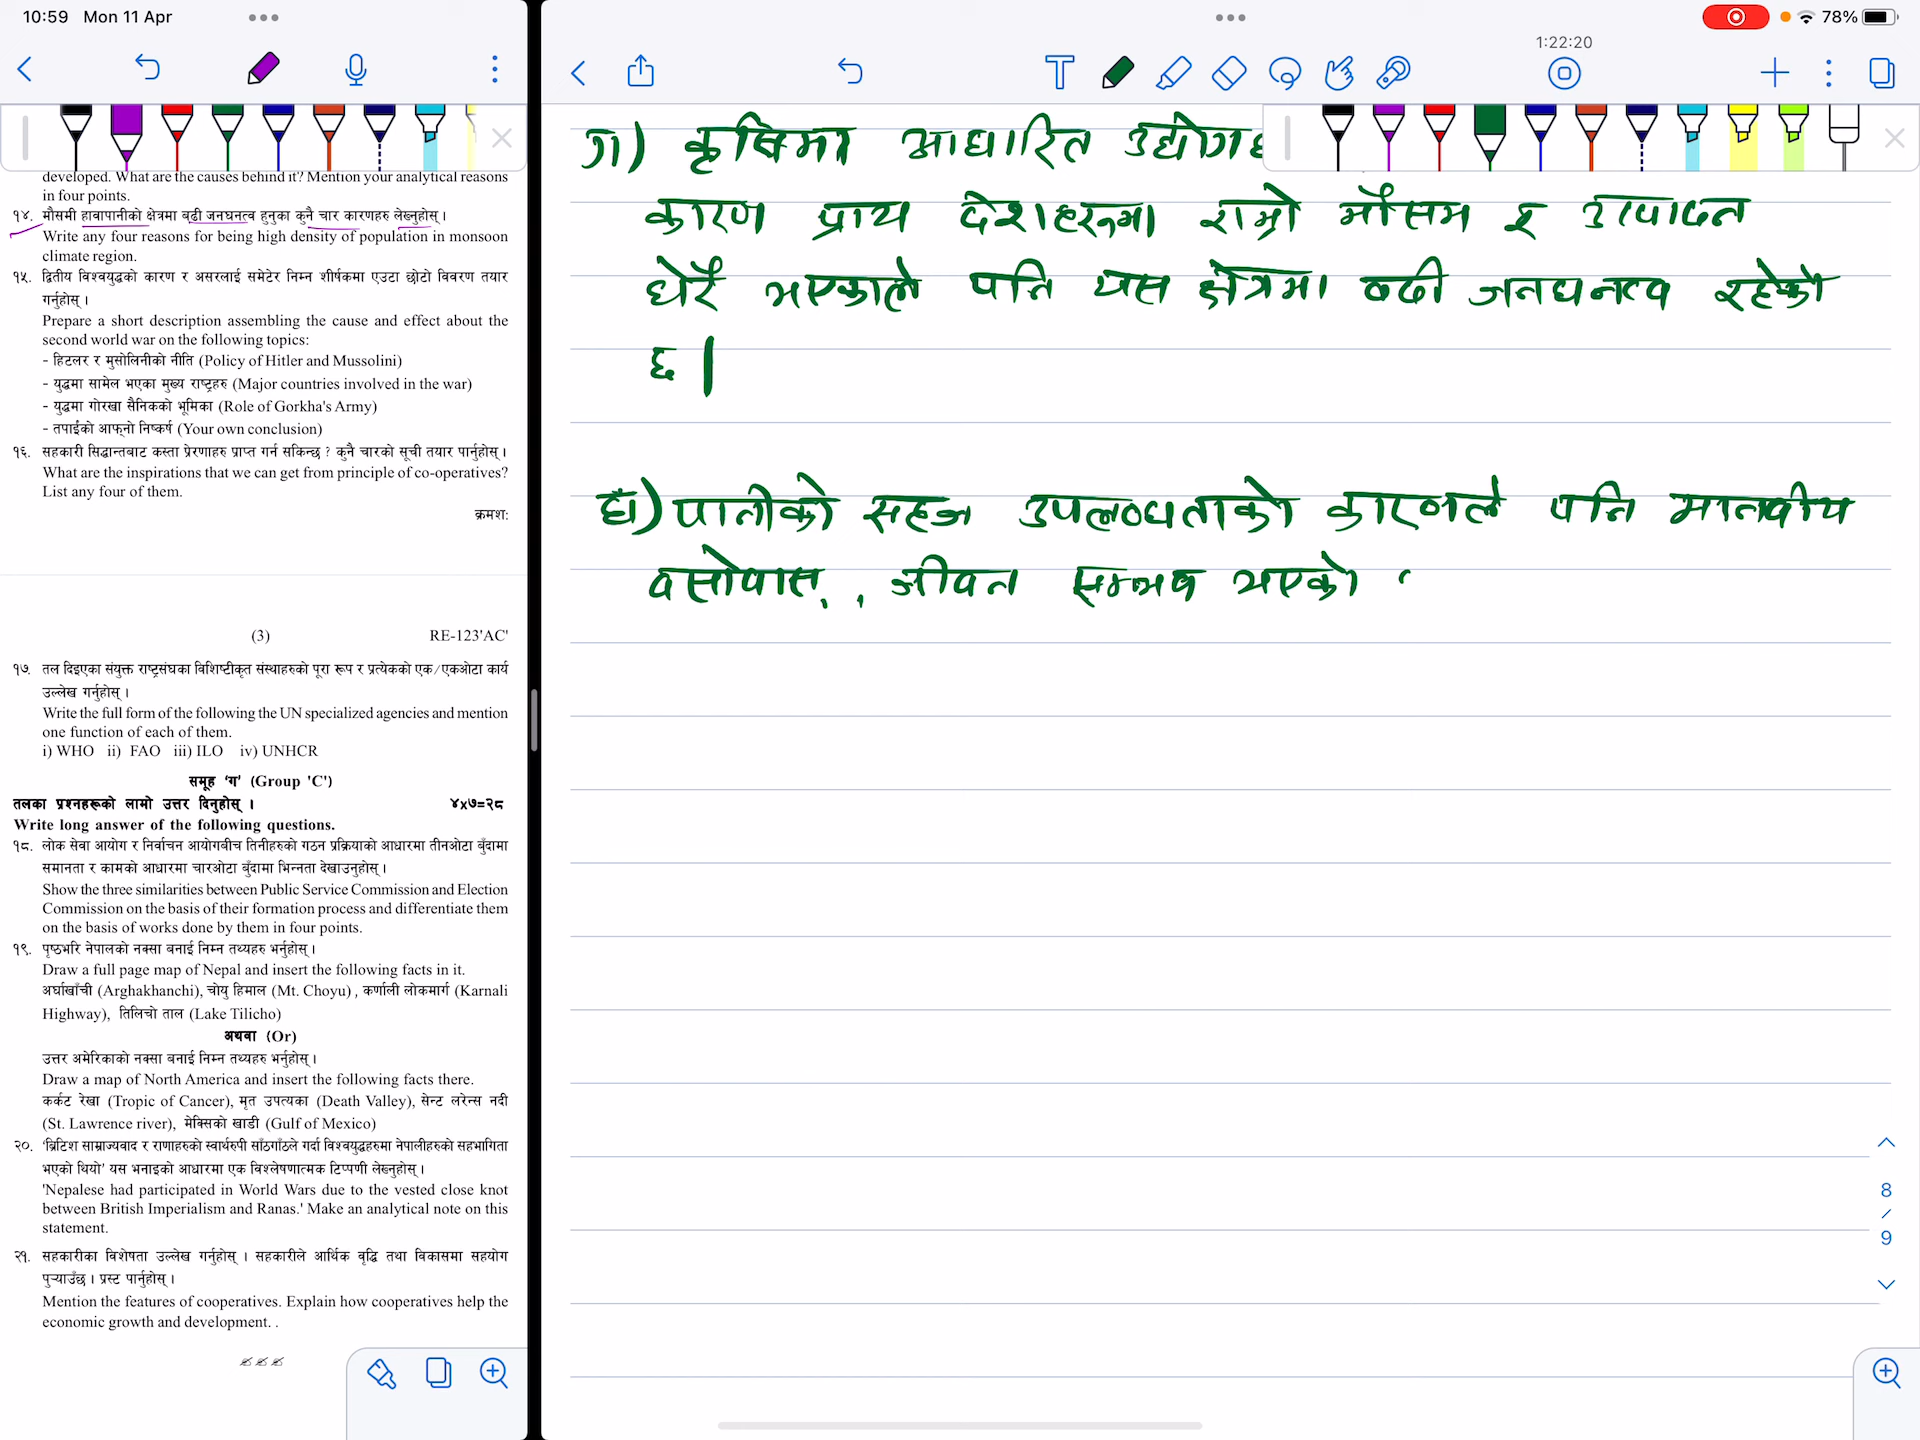 10:59 Mon 11 Apr
78%
1:22:20
developed. What are the causes behind it? Mention your analytical reasons
in four points.
१४. मौसमी हावापानीको क्षेत्रमा बढी जनघनत्व हुनुका कुनै चार कारणहरु लेख्नुहोस् ।
Write any four reasons for being high density of population in monsoon
climate region.
१५. द्वितीय विश्वयुद्धको कारण र असरलाई समेटेर निम्न शीर्षकमा एउटा छोटो विवरण तयार
गर्नुहोस् ।
Prepare a short description assembling the cause and effect about the
second world war on the following topics:
- हिटलर र मुसोलिनीको नीति (Policy of Hitler and Mussolini)
- युद्धमा सामेल भएका मुख्य राष्ट्रहरु (Major countries involved in the war)
- युद्धमा गोरखा सैनिकको भूमिका (Role of Gorkha's Army)
- तपाईंको आफ्नो निष्कर्ष (Your own conclusion)
१६. सहकारी सिद्धान्तबाट कस्ता प्रेरणाहरु प्राप्त गर्न सकिन्छ ? कुनै चारको सूची तयार पार्नुहोस् ।
What are the inspirations that we can get from principle of co-operatives?
List any four of them.
क्रमश:
(3) RE-123'AC'
१७. तल दिइएका संयुक्त राष्ट्रसंघका विशिष्टीकृत संस्थाहरुको पूरा रूप र प्रत्येकको एक/एकओटा कार्य
उल्लेख गर्नुहोस् ।
Write the full form of the following the UN specialized agencies and mention
one function of each of them.
i) WHO ii) FAO iii) ILO iv) UNHCR
समूह 'ग' (Group 'C')
तलका प्रश्नहरूको लामो उत्तर दिनुहोस् । ४x७=२८
Write long answer of the following questions.
१८. लोक सेवा आयोग र निर्वाचन आयोगबीच तिनीहरुको गठन प्रक्रियाको आधारमा तीनओटा बुँदामा
समानता र कामको आधारमा चारओटा बुँदामा भिन्नता देखाउनुहोस् ।
Show the three similarities between Public Service Commission and Election
Commission on the basis of their formation process and differentiate them
on the basis of works done by them in four points.
१९. पृष्ठभरि नेपालको नक्सा बनाई निम्न तथ्यहरु भर्नुहोस् ।
Draw a full page map of Nepal and insert the following facts in it.
अर्घाखाँची (Arghakhanchi), चोयु हिमाल (Mt. Choyu) , कर्णाली लोकमार्ग (Karnali
Highway), तिलिचो ताल (Lake Tilicho)
अथवा (Or)
उत्तर अमेरिकाको नक्सा बनाई निम्न तथ्यहरु भर्नुहोस् ।
Draw a map of North America and insert the following facts there.
कर्कट रेखा (Tropic of Cancer), मृत उपत्यका (Death Valley), सेन्ट लरेन्स नदी
(St. Lawrence river), मेक्सिको खाडी (Gulf of Mexico)
२०. 'ब्रिटिश साम्राज्यवाद र राणाहरुको स्वार्थरुपी साँठगाँठले गर्दा विश्वयुद्धहरुमा नेपालीहरुको सहभागिता
भएको थियो' यस भनाइको आधारमा एक विश्लेषणात्मक टिप्पणी लेख्नुहोस् ।
'Nepalese had participated in World Wars due to the vested close knot
between British Imperialism and Ranas.' Make an analytical note on this
statement.
२१. सहकारीका विशेषता उल्लेख गर्नुहोस् । सहकारीले आर्थिक वृद्धि तथा विकासमा सहयोग
पुर्‍याउँछ । प्रस्ट पार्नुहोस् ।
Mention the features of cooperatives. Explain how cooperatives help the
economic growth and development. .
ग) कृषिमा आधारित
कारण प्राय देशहरुमा राम्रो मौसम र उत्पादन
धेरै भएकाले पनि यस क्षेत्रमा बढी जनघनत्व रहेको
छ |
घ) पानीको सहज उपलब्धताको कारणले पनि मानवीय
वसोवास, , जीवन सम्भव भएको
8
/
9